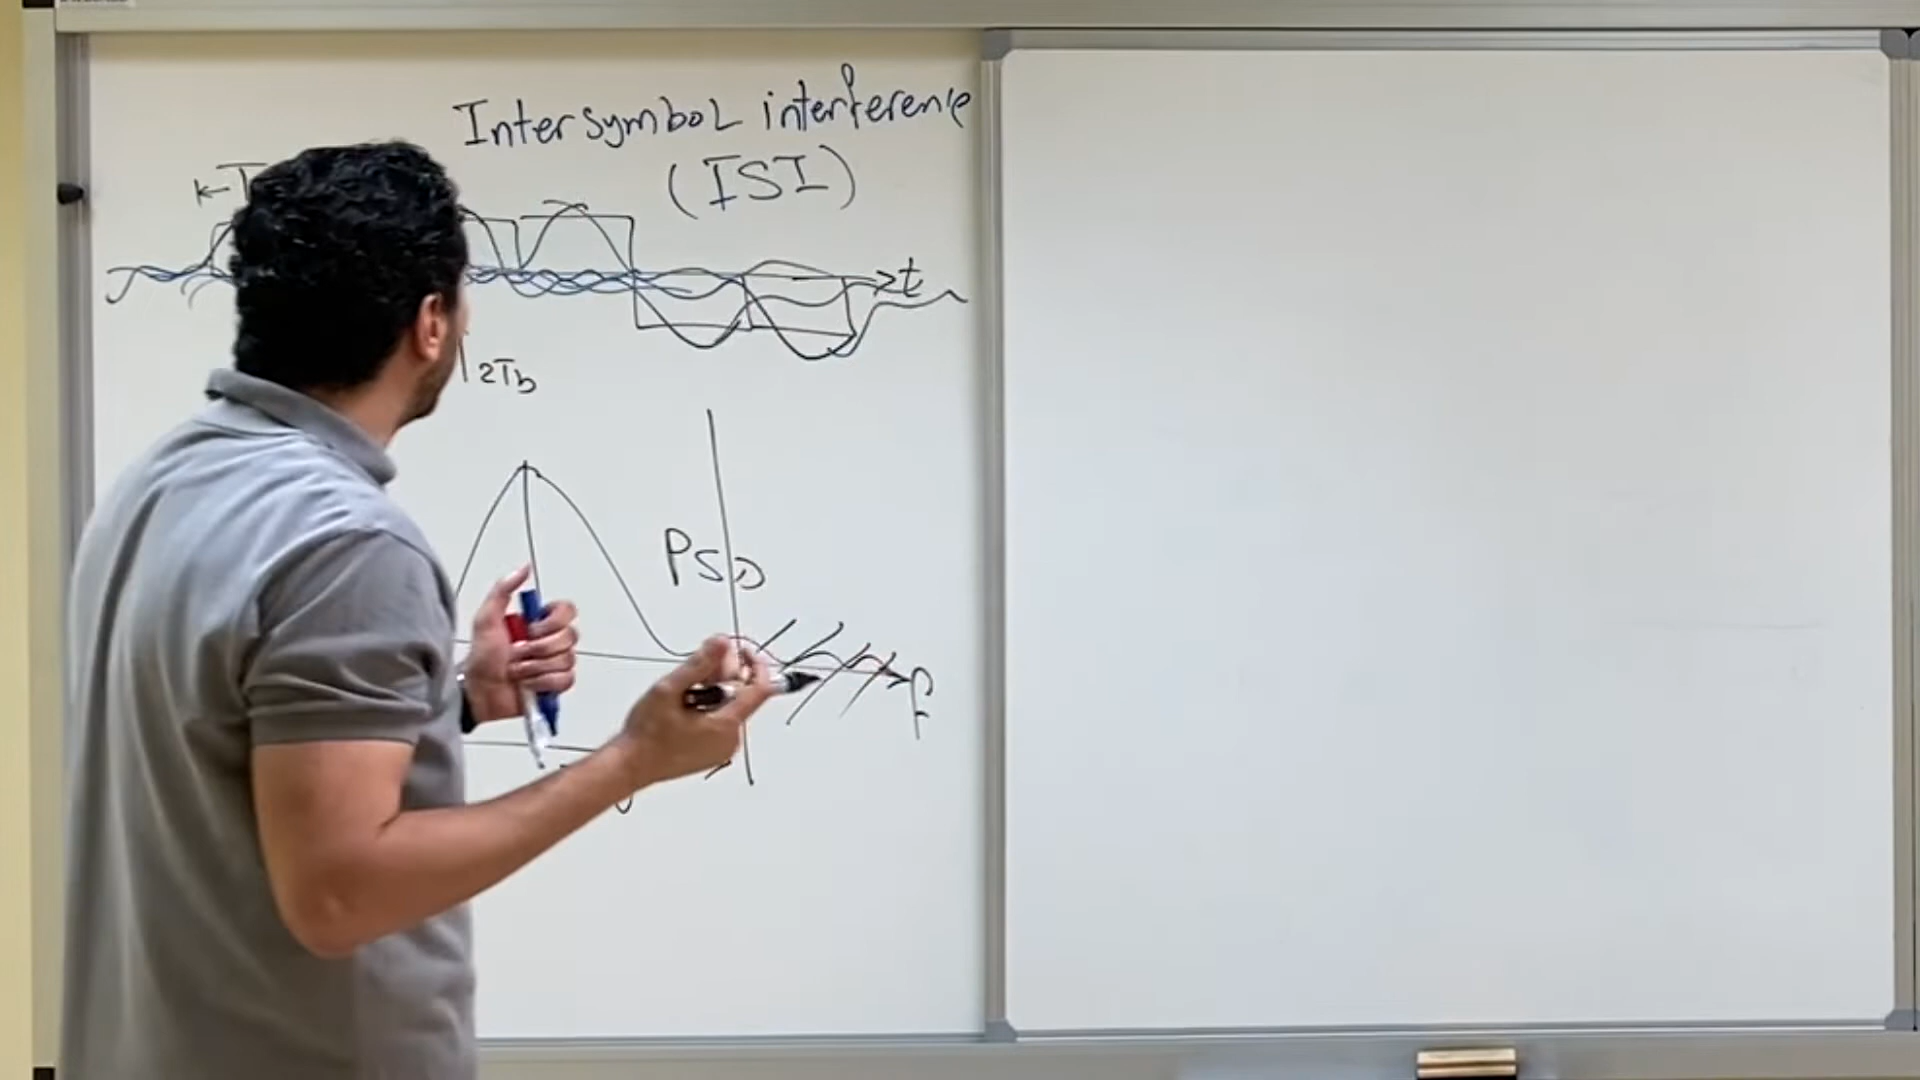 Intersymbol interference
(ISI)
T
t
2Tb
PSD
f